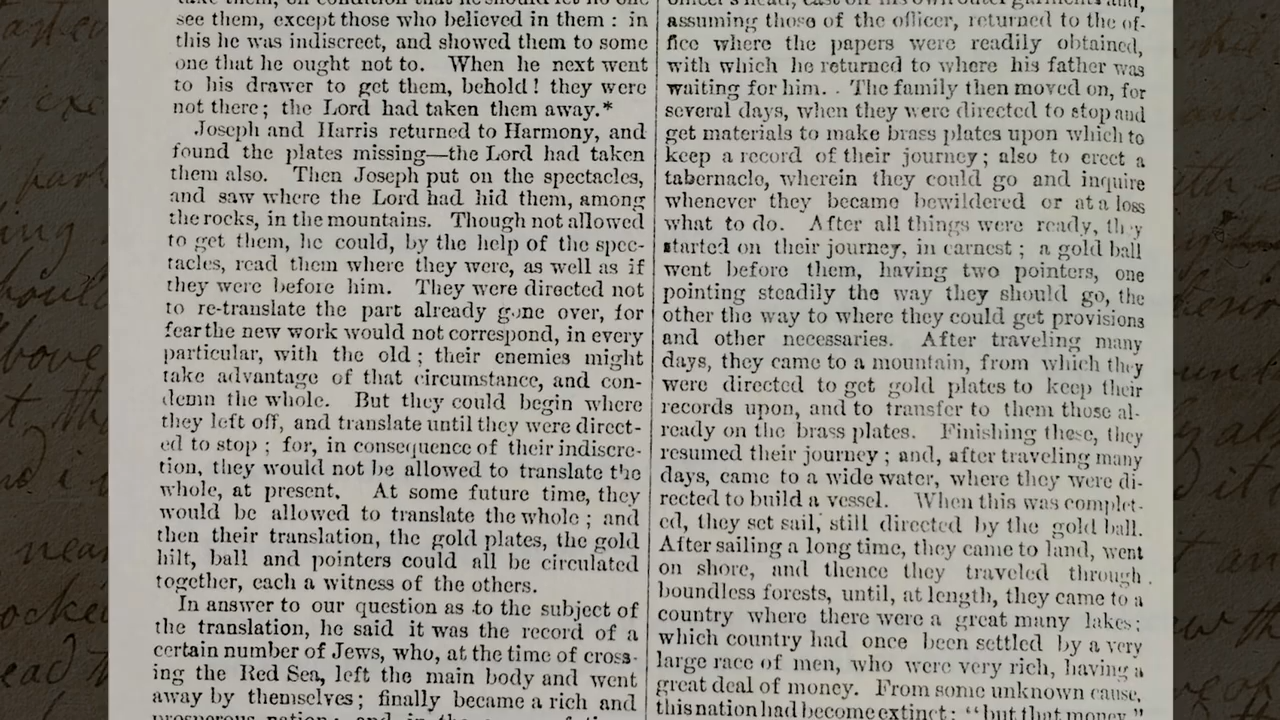 take them, on condition that he should let no one
see them, except those who believed in them : in
this he was indiscreet, and showed them to some
one that he ought not to. When he next went
to his drawer to get them, behold! they were
not there; the Lord had taken them away.*
Joseph and Harris returned to Harmony, and
found the plates missing—the Lord had taken
them also. Then Joseph put on the spectacles,
and saw where the Lord had hid them, among
the rocks, in the mountains. Though not allowed
to get them, he could, by the help of the spec-
tacles, read them where they were, as well as if
they were before him. They were directed not
to re-translate the part already gone over, for
fear the new work would not correspond, in every
particular, with the old; their enemies might
take advantage of that circumstance, and con-
demn the whole. But they could begin where
they left off, and translate until they were direct-
ed to stop; for, in consequence of their indiscre-
tion, they would not be allowed to translate the
whole, at present. At some future time, they
would be allowed to translate the whole; and
then their translation, the gold plates, the gold
hilt, ball and pointers could all be circulated
together, each a witness of the others.
In answer to our question as to the subject of
the translation, he said it was the record of a
certain number of Jews, who, at the time of cross-
ing the Red Sea, left the main body and went
away by themselves; finally became a rich and
prosperous nation; and in the
officer's head, cast off his own outer garments and,
assuming those of the officer, returned to the of-
fice where the papers were readily obtained,
with which he returned to where his father was
waiting for him. . The family then moved on, for
several days, when they were directed to stop and
get materials to make brass plates upon which to
keep a record of their journey; also to erect a
tabernacle, wherein they could go and inquire
whenever they became bewildered or at a loss
what to do. After all things were ready, they
started on their journey, in earnest; a gold ball
went before them, having two pointers, one
pointing steadily the way they should go, the
other the way to where they could get provisions
and other necessaries. After traveling many
days, they came to a mountain, from which they
were directed to get gold plates to keep their
records upon, and to transfer to them those al-
ready on the brass plates. Finishing these, they
resumed their journey; and, after traveling many
days, came to a wide water, where they were di-
rected to build a vessel. When this was complet-
ed, they set sail, still directed by the gold ball.
After sailing a long time, they came to land, went
on shore, and thence they traveled through
boundless forests, until, at length, they came to a
country where there were a great many lakes;
which country had once been settled by a very
large race of men, who were very rich, having a
great deal of money. From some unknown cause,
this nation had become extinct; "but that money,"